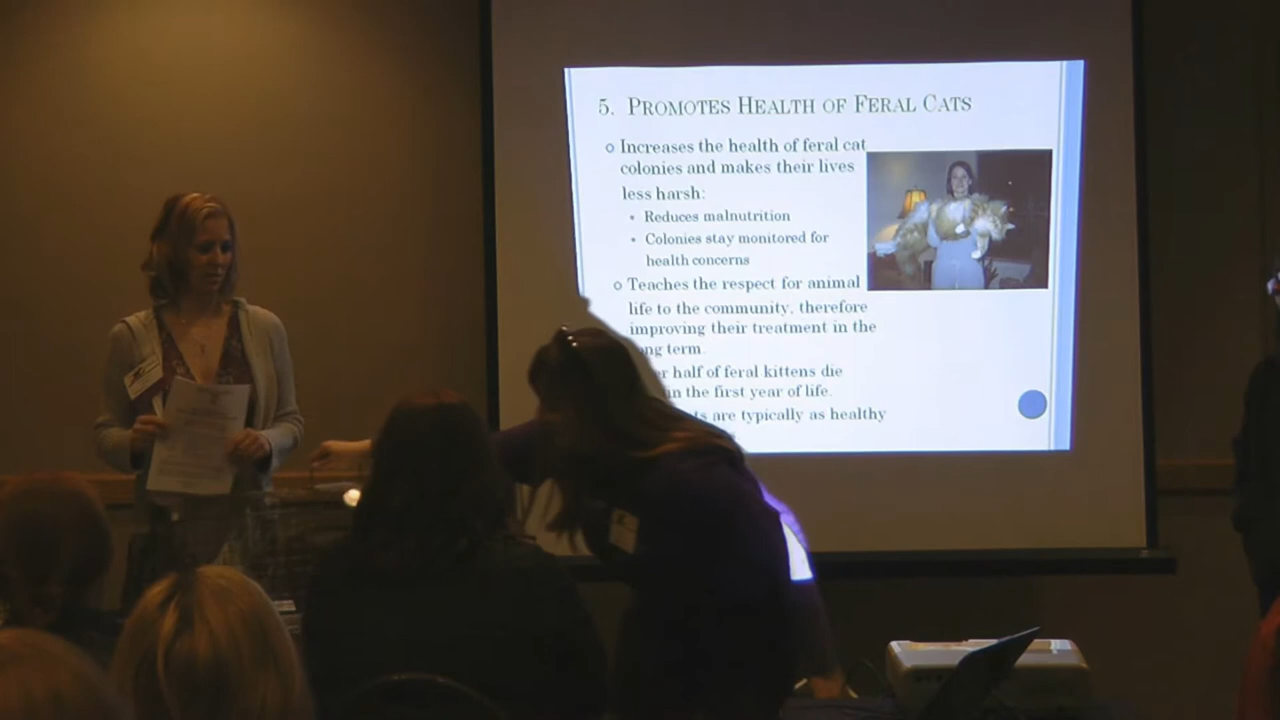 5. PROMOTES HEALTH OF FERAL CATS
Increases the health of feral cat
colonies and makes their lives
less harsh:
Reduces malnutrition
Colonies stay monitored for
health concerns
Teaches the respect for animal
life to the community, therefore
improving their treatment in the
term.
half of feral kittens die
in the first year of life.
are typically as healthy